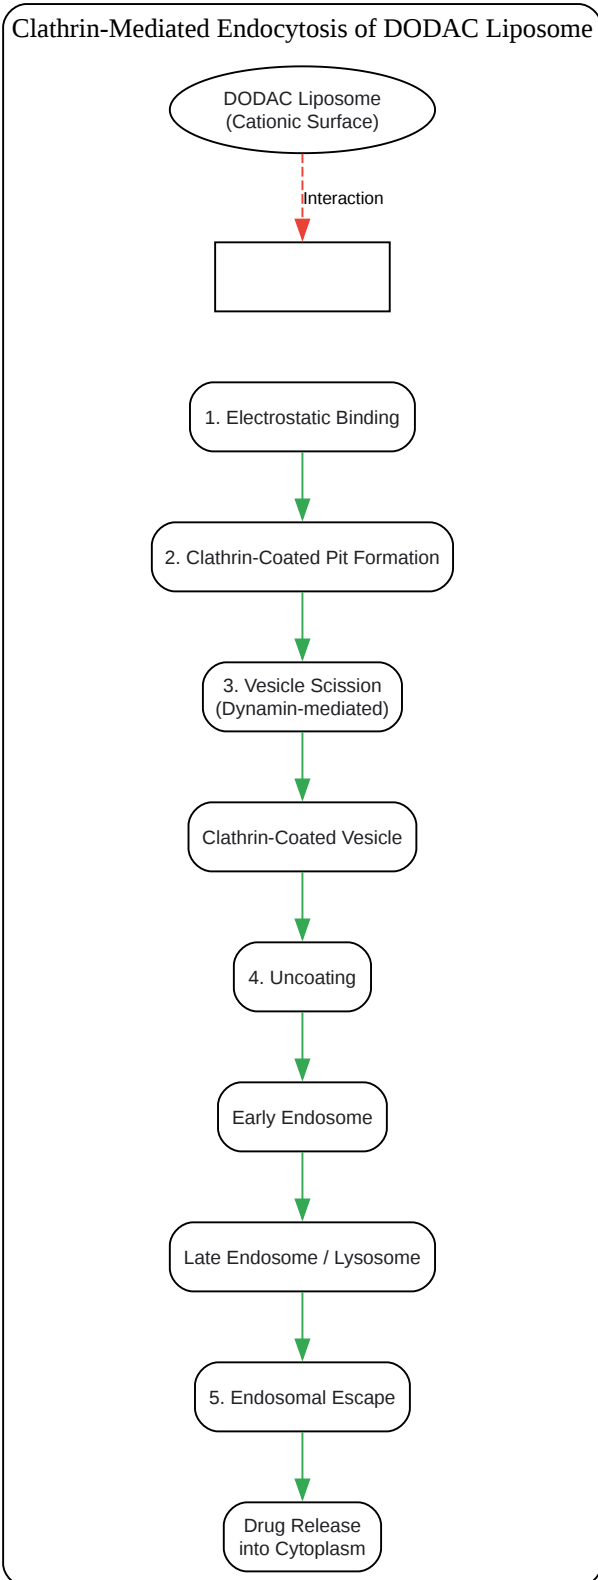 Clathrin-Mediated Endocytosis of DODAC Liposome
DODAC Liposome
(Cationic Surface)
Interaction
1. Electrostatic Binding
2. Clathrin-Coated Pit Formation
3. Vesicle Scission
(Dynamin-mediated)
Clathrin-Coated Vesicle
4. Uncoating
Early Endosome
Late Endosome / Lysosome
5. Endosomal Escape
Drug Release
into Cytoplasm